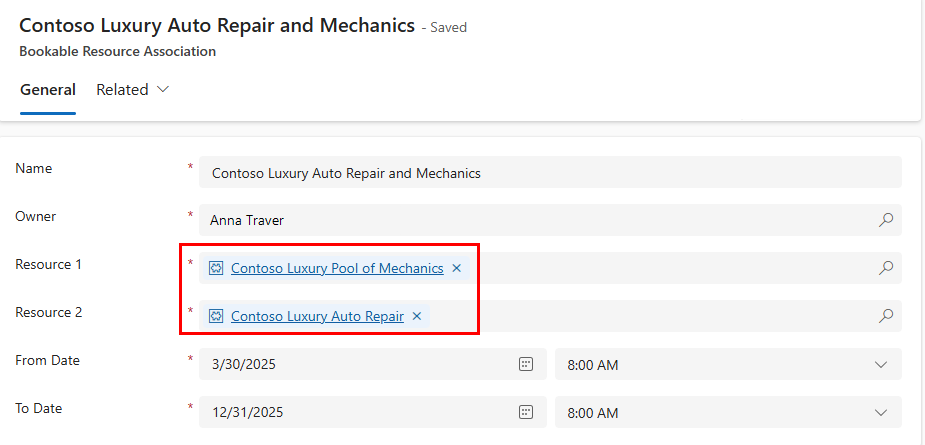 Contoso Luxury Auto Repair and Mechanics - Saved
Bookable Resource Association
General Related
Name * Contoso Luxury Auto Repair and Mechanics
Owner * Anna Traver
Resource 1 * Contoso Luxury Pool of Mechanics
Resource 2 * Contoso Luxury Auto Repair
From Date * 3/30/2025 8:00 AM
To Date * 12/31/2025 8:00 AM